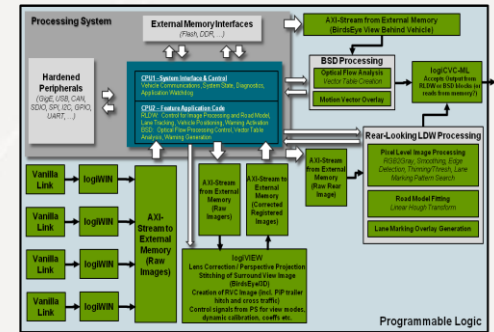 Processing System
External Memory Interfaces
(Flash, DDR, ...)
AXI-Stream from External Memory
(BirdsEye View Behind Vehicle)
Hardened
Peripherals
(GigE, USB, CAN,
SDIO, SPI, I2C, GPIO,
UART, ...)
CPU1 –System Interface & Control
Vehicle Communications, System State, Diagnostics,
Application Watchdog
CPU2 – Feature Application Code
RLDW: Control for Image Processing and Road Model,
Lane Tracking, Vehicle Positioning, Warning Activation
BSD: Optical Flow Processing Control, Vector Table
Analysis, Warning Generation
BSD Processing
Optical Flow Analysis
Vector Table Creation
Motion Vector Overlay
logiCVC-ML
Accepts Output from
RLDW or BSD blocks (or
reads from memory?)
Rear-Looking LDW Processing
Pixel Level Image Processing
RGB2Gray, Smoothing, Edge
Detection, Thinning/Thresh, Lane
Marking Pattern Search
Road Model Fitting
Linear Hough Transform
Lane Marking Overlay Generation
Vanilla
Link
logiWIN
Vanilla
Link
logiWIN
Vanilla
Link
logiWIN
Vanilla
Link
logiWIN
AXI-
Stream to
External
Memory
(Raw
Images)
AXI-Stream
from
External
Memory
(Raw
Images)
AXI-Stream to
External
Memory
(Corrected
Registered
Images)
AXI-Stream
from
External
Memory
(Raw Rear
Image)
logiVIEW
Lens Correction / Perspective Projection
Stitching of Surround View Image
(BirdsEye/3D)
Creation of RVC Image (incl. PiP trailer
hitch and cross traffic)
Control signals from PS for view modes,
dynamic calibration, coeffs etc.
Programmable Logic